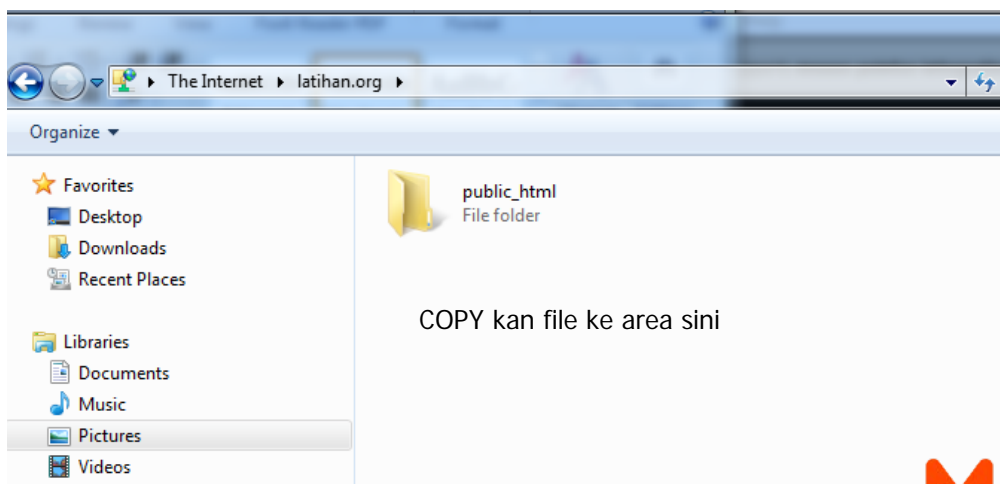 The Internet latihan.org
Organize
Favorites
Desktop
Downloads
Recent Places
Libraries
Documents
Music
Pictures
Videos
public_html
File folder
COPY kan file ke area sini